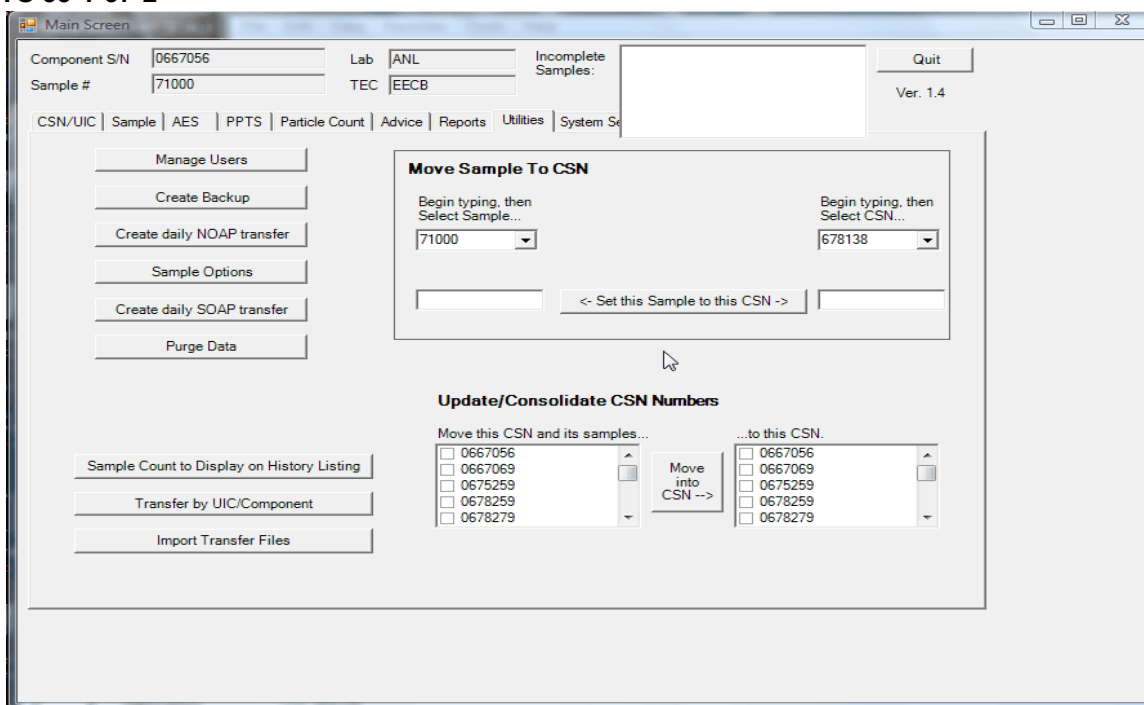 Main Screen
Component S/N 0667056 Lab ANL Incomplete Samples: Quit
Sample # 71000 TEC EECB Ver. 1.4
CSN/UIC Sample AES PPTS Particle Count Advice Reports Utilities System Se
Manage Users
Create Backup
Create daily NOAP transfer
Sample Options
Create daily SOAP transfer
Purge Data
Sample Count to Display on History Listing
Transfer by UIC/Component
Import Transfer Files
Move Sample To CSN
Begin typing, then Begin typing, then
Select Sample... Select CSN...
71000 678138
<- Set this Sample to this CSN ->
Update/Consolidate CSN Numbers
Move this CSN and its samples... ...to this CSN.
0667056 0667056
0667069 0667069
0675259 0675259
0678259 0678259
0678279 0678279
Move
into
CSN -->